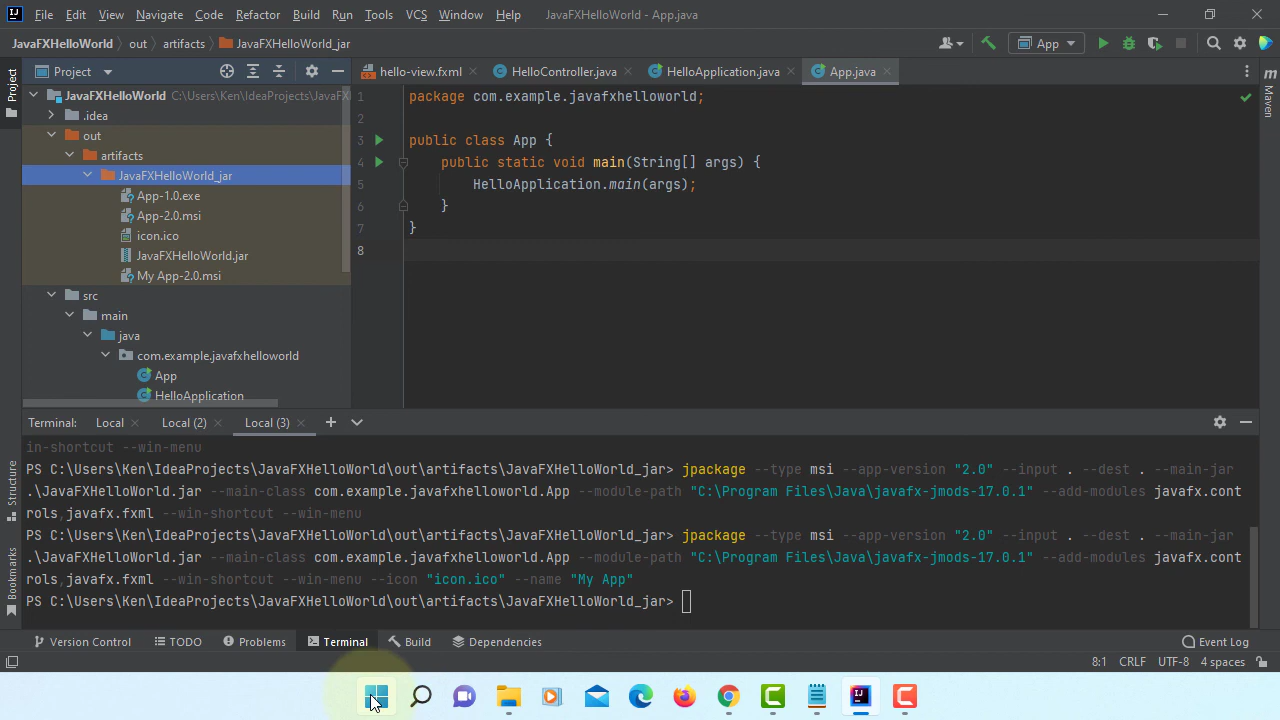 File Edit View Navigate Code Refactor Build Run Tools VCS Window Help JavaFXHelloWorld - App.java
JavaFXHelloWorld out artifacts JavaFXHelloWorld_jar App
Project hello-view.fxml HelloController.java HelloApplication.java App.java
Project
Maven
JavaFXHelloWorld C:\Users\Ken\IdeaProjects\JavaFX
.idea
out
artifacts
JavaFXHelloWorld_jar
App-1.0.exe
App-2.0.msi
icon.ico
JavaFXHelloWorld.jar
My App-2.0.msi
src
main
java
com.example.javafxhelloworld
App
HelloApplication
1 package com.example.javafxhelloworld;
2
3 public class App {
4 public static void main(String[] args) {
5 HelloApplication.main(args);
6 }
7 }
8
Terminal: Local Local (2) Local (3)
in-shortcut --win-menu
PS C:\Users\Ken\IdeaProjects\JavaFXHelloWorld\out\artifacts\JavaFXHelloWorld_jar> jpackage --type msi --app-version "2.0" --input . --dest . --main-jar
.\JavaFXHelloWorld.jar --main-class com.example.javafxhelloworld.App --module-path "C:\Program Files\Java\javafx-jmods-17.0.1" --add-modules javafx.cont
rols,javafx.fxml --win-shortcut --win-menu
PS C:\Users\Ken\IdeaProjects\JavaFXHelloWorld\out\artifacts\JavaFXHelloWorld_jar> jpackage --type msi --app-version "2.0" --input . --dest . --main-jar
.\JavaFXHelloWorld.jar --main-class com.example.javafxhelloworld.App --module-path "C:\Program Files\Java\javafx-jmods-17.0.1" --add-modules javafx.cont
rols,javafx.fxml --win-shortcut --win-menu --icon "icon.ico" --name "My App"
PS C:\Users\Ken\IdeaProjects\JavaFXHelloWorld\out\artifacts\JavaFXHelloWorld_jar>
Structure
Bookmarks
Version Control TODO Problems Terminal Build Dependencies Event Log
8:1 CRLF UTF-8 4 spaces